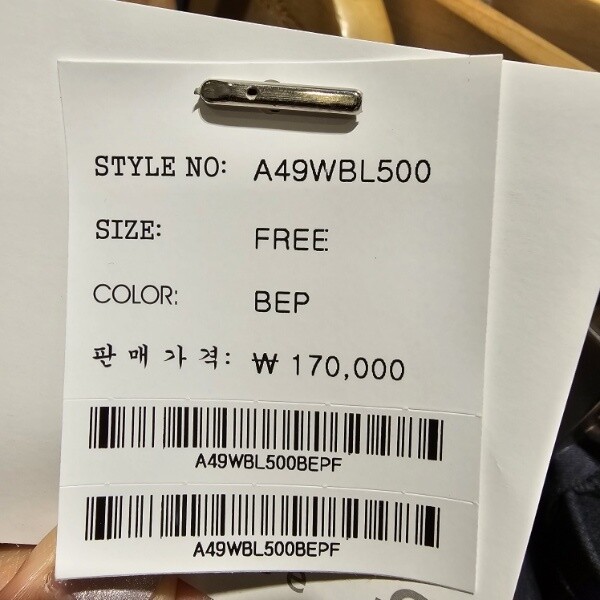 STYLE NO: A49WBL500
SIZE: FREE
COLOR: BEP
판매가격: ₩ 170,000
A49WBL500BEPF
A49WBL500BEPF